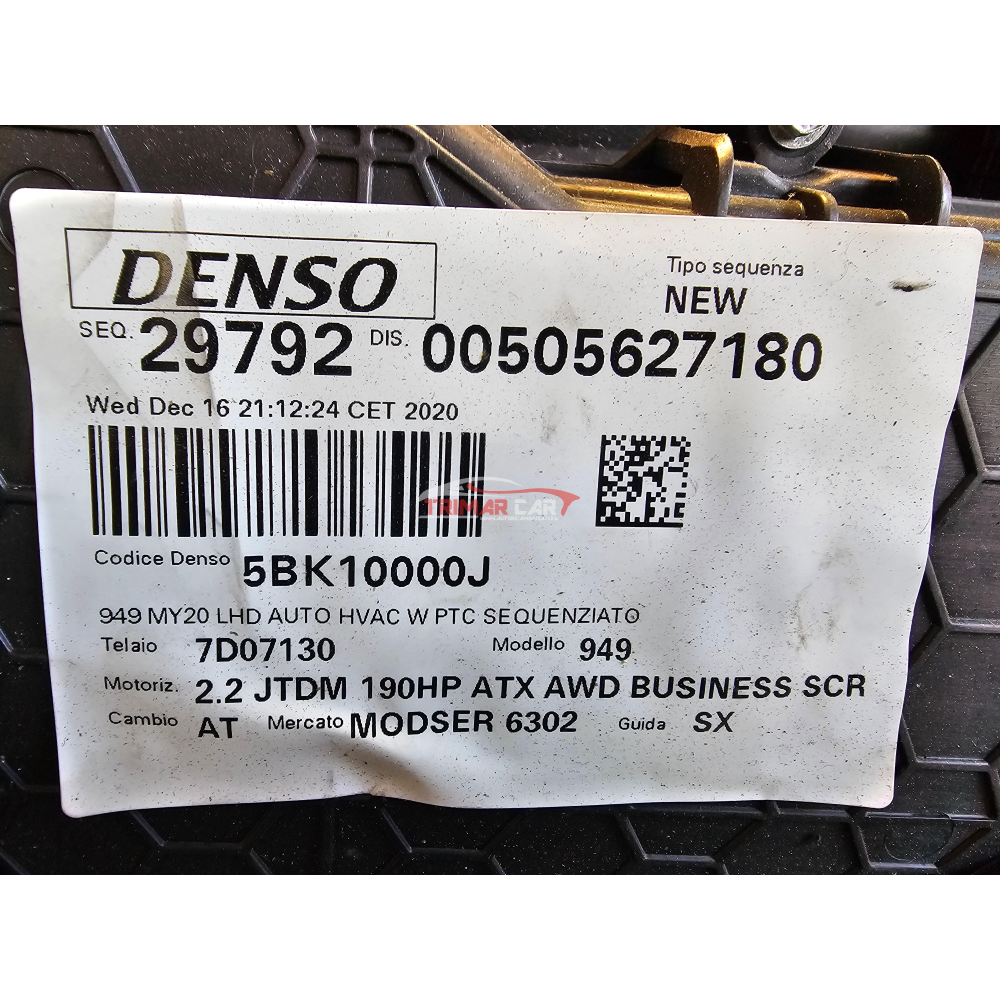 DENSO
Tipo sequenza
NEW
SEQ. 29792 DIS. 00505627180
Wed Dec 16 21:12:24 CET 2020
TRIMAR CAR
Codice Denso 5BK10000J
949 MY20 LHD AUTO HVAC W PTC SEQUENZIATO
Telaio 7D07130 Modello 949
Motoriz. 2.2 JTDM 190HP ATX AWD BUSINESS SCR
Cambio AT Mercato MODSER 6302 Guida SX